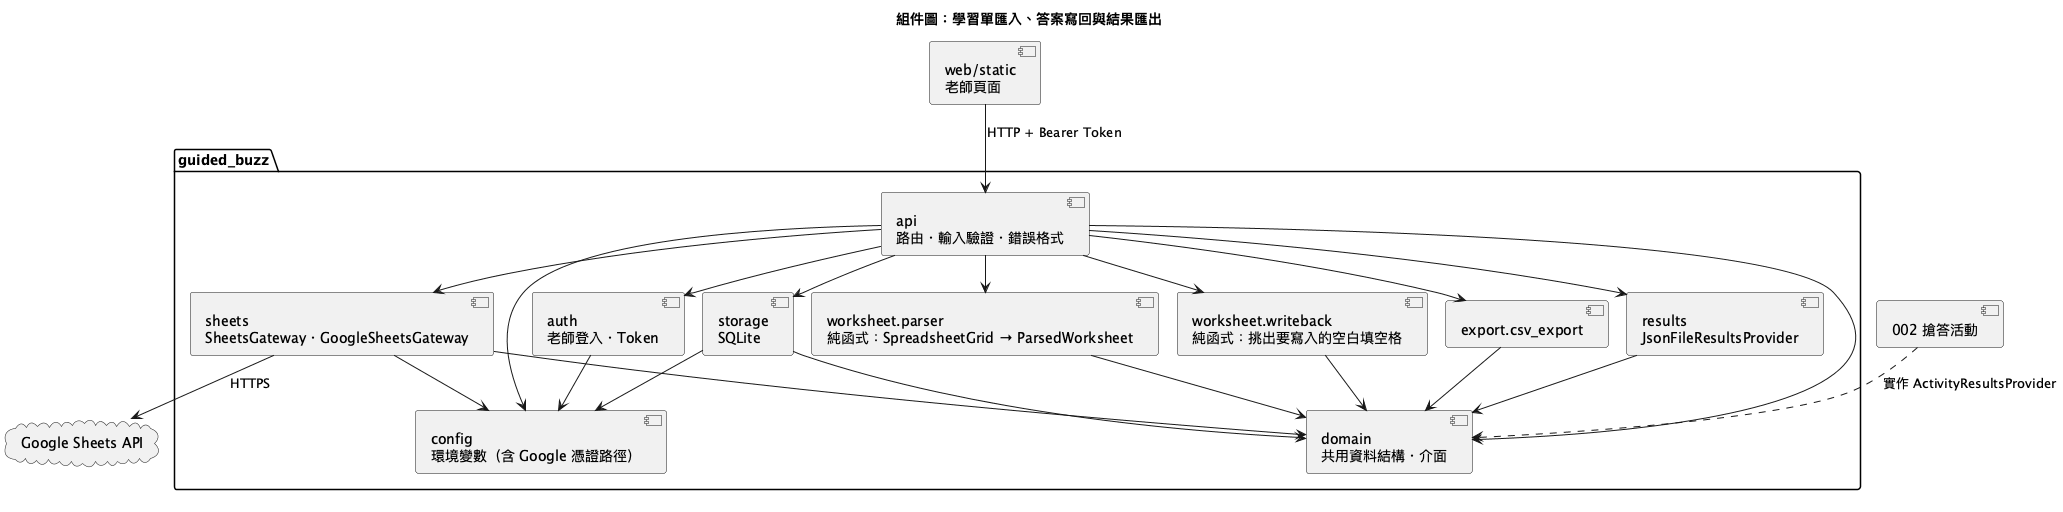 組件圖：學習單匯入、答案寫回與結果匯出
web/static
老師頁面
HTTP + Bearer Token
guided_buzz
api
路由．輸入驗證．錯誤格式
sheets
SheetsGateway．GoogleSheetsGateway
auth
老師登入．Token
storage
SQLite
worksheet.parser
純函式：SpreadsheetGrid → ParsedWorksheet
worksheet.writeback
純函式：挑出要寫入的空白填空格
export.csv_export
results
JsonFileResultsProvider
002 搶答活動
HTTPS
實作 ActivityResultsProvider
Google Sheets API
config
環境變數（含 Google 憑證路徑）
domain
共用資料結構．介面